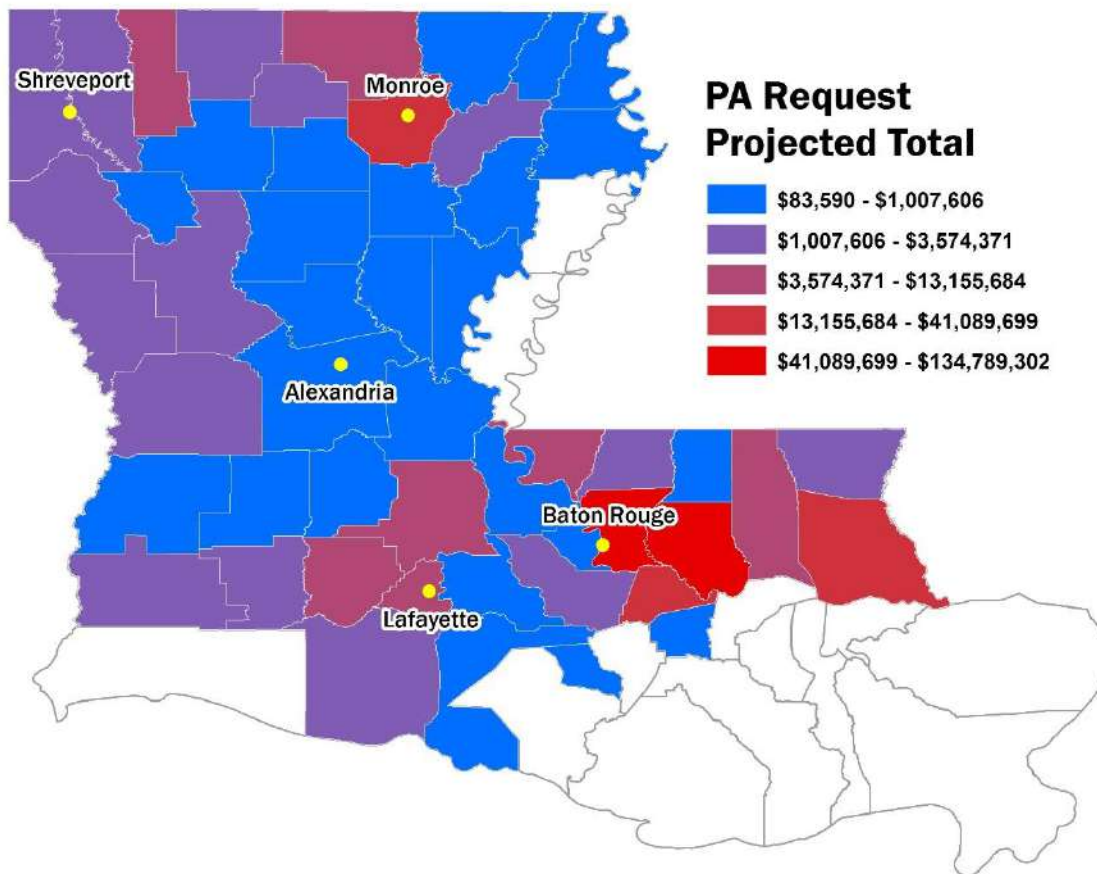 Shreveport
Monroe
PA Request
Projected Total
$83,590 - $1,007,606
$1,007,606 - $3,574,371
$3,574,371 - $13,155,684
$13,155,684 - $41,089,699
$41,089,699 - $134,789,302
Alexandria
Baton Rouge
Lafayette